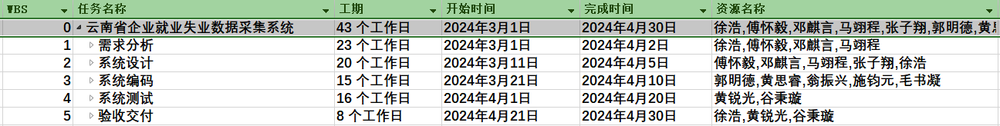 WBS 任务名称 工期 开始时间 完成时间 资源名称
0 云南省企业就业失业数据采集系统 43 个工作日 2024年3月1日 2024年4月30日 徐浩,傅怀毅,邓麒言,马翊程,张子翔,郭明德,黄
1 需求分析 23 个工作日 2024年3月1日 2024年4月2日 徐浩,傅怀毅,邓麒言,马翊程
2 系统设计 20 个工作日 2024年3月11日 2024年4月5日 傅怀毅,邓麒言,马翊程,张子翔,徐浩
3 系统编码 15 个工作日 2024年3月21日 2024年4月10日 郭明德,黄思睿,翁振兴,施钧元,毛书凝
4 系统测试 16 个工作日 2024年4月1日 2024年4月20日 黄锐光,谷秉璇
5 验收交付 8 个工作日 2024年4月21日 2024年4月30日 徐浩,黄锐光,谷秉璇